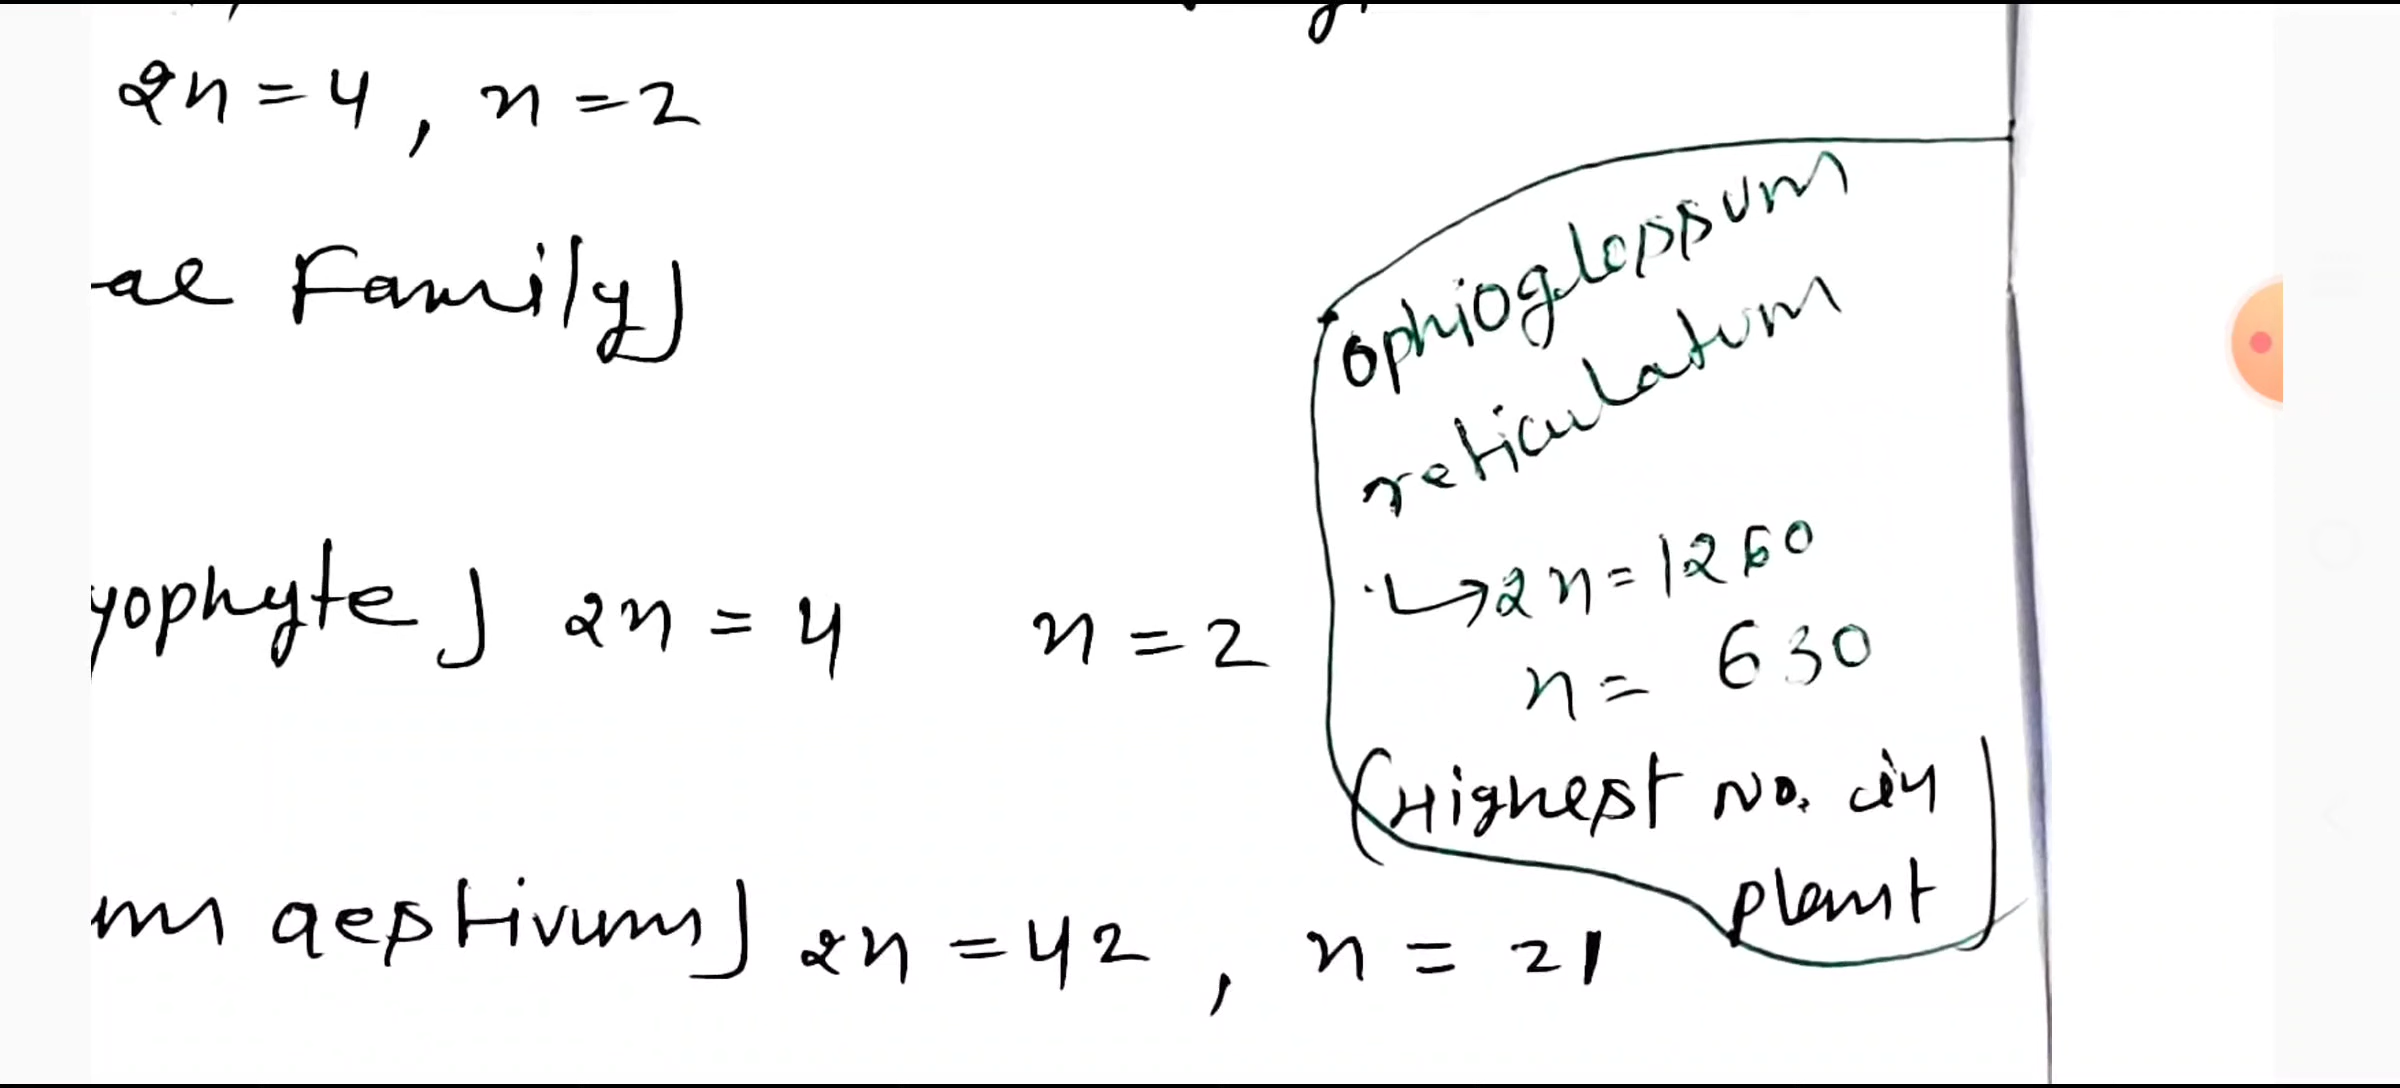 2n=4, n=2
ae Family]
yophyte] 2n = 4 n = 2
m aestivum] 2n = 42, n = 21
ophioglossum
reticulatum
↳2n=1260
n= 630
(Highest No. in
plant)